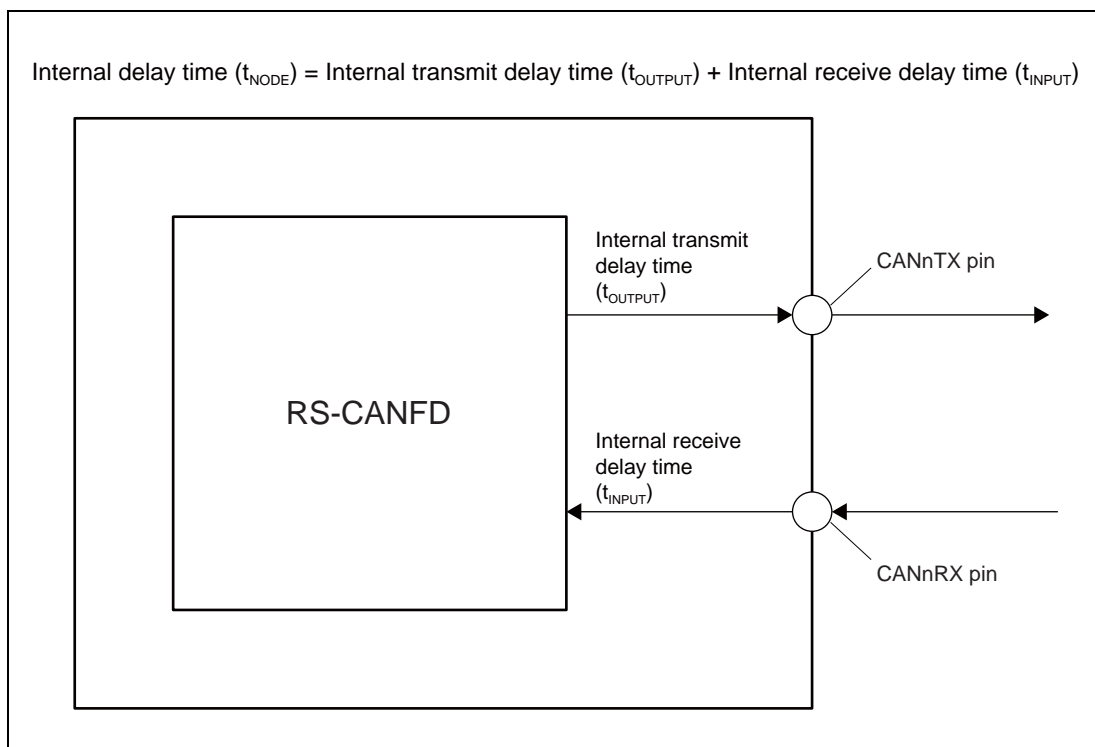 Internal delay time (tNODE) = Internal transmit delay time (tOUTPUT) + Internal receive delay time (tINPUT)
Internal transmit
delay time
(tOUTPUT)
CANnTX pin
RS-CANFD
Internal receive
delay time
(tINPUT)
CANnRX pin